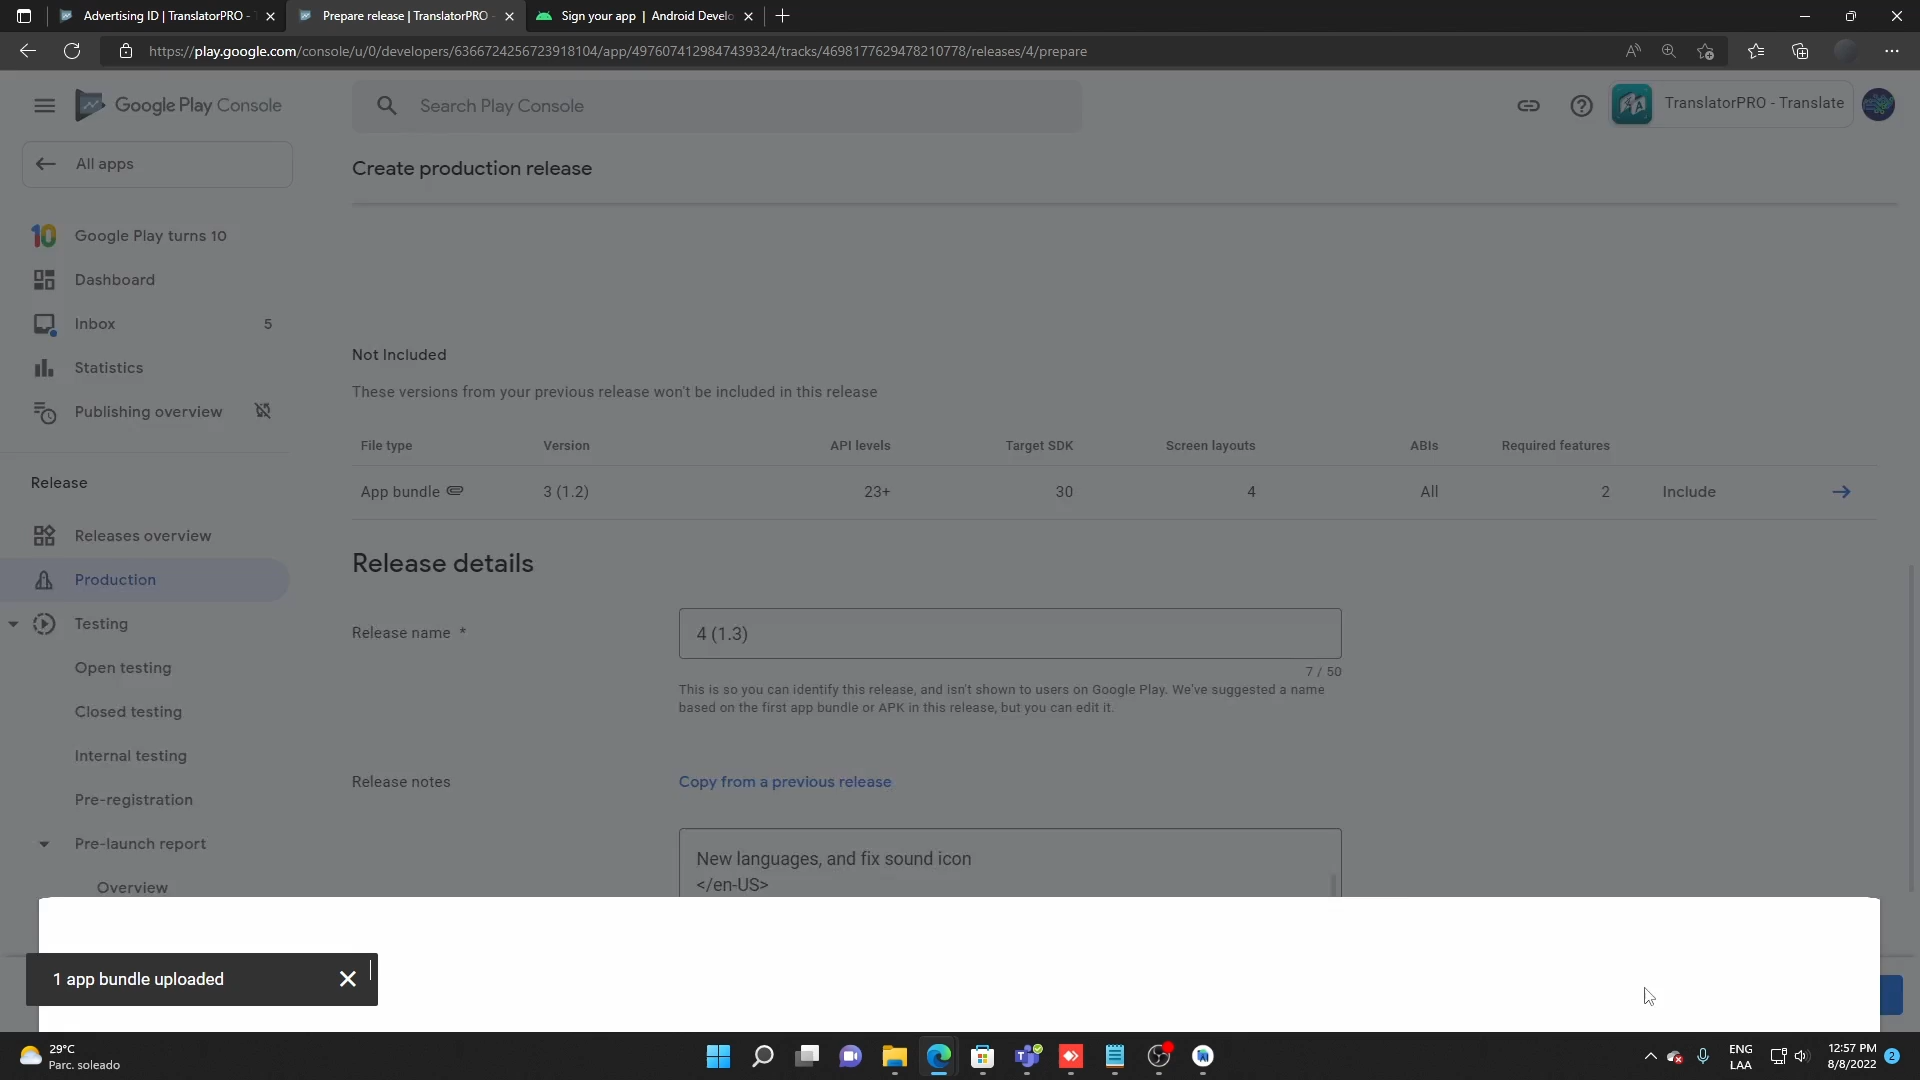 Advertising ID | TranslatorPRO -
Prepare release | TranslatorPRO -
Sign your app | Android Develo
https://play.google.com/console/u/0/developers/6366724256723918104/app/4976074129847439324/tracks/4698177629478210778/releases/4/prepare
Google Play Console
Search Play Console
TranslatorPRO - Translate
All apps
Create production release
Google Play turns 10
Dashboard
Inbox 5
Statistics
Publishing overview
Release
Releases overview
Production
Testing
Open testing
Closed testing
Internal testing
Pre-registration
Pre-launch report
Overview
Not Included
These versions from your previous release won't be included in this release
File type Version API levels Target SDK Screen layouts ABIs Required features
App bundle 3 (1.2) 23+ 30 4 All 2 Include
Release details
Release name *
4 (1.3)
7 / 50
This is so you can identify this release, and isn't shown to users on Google Play. We've suggested a name
based on the first app bundle or APK in this release, but you can edit it.
Release notes
Copy from a previous release
New languages, and fix sound icon
</en-US>
1 app bundle uploaded
29°C
Parc. soleado
ENG
LAA
12:57 PM
8/8/2022
2